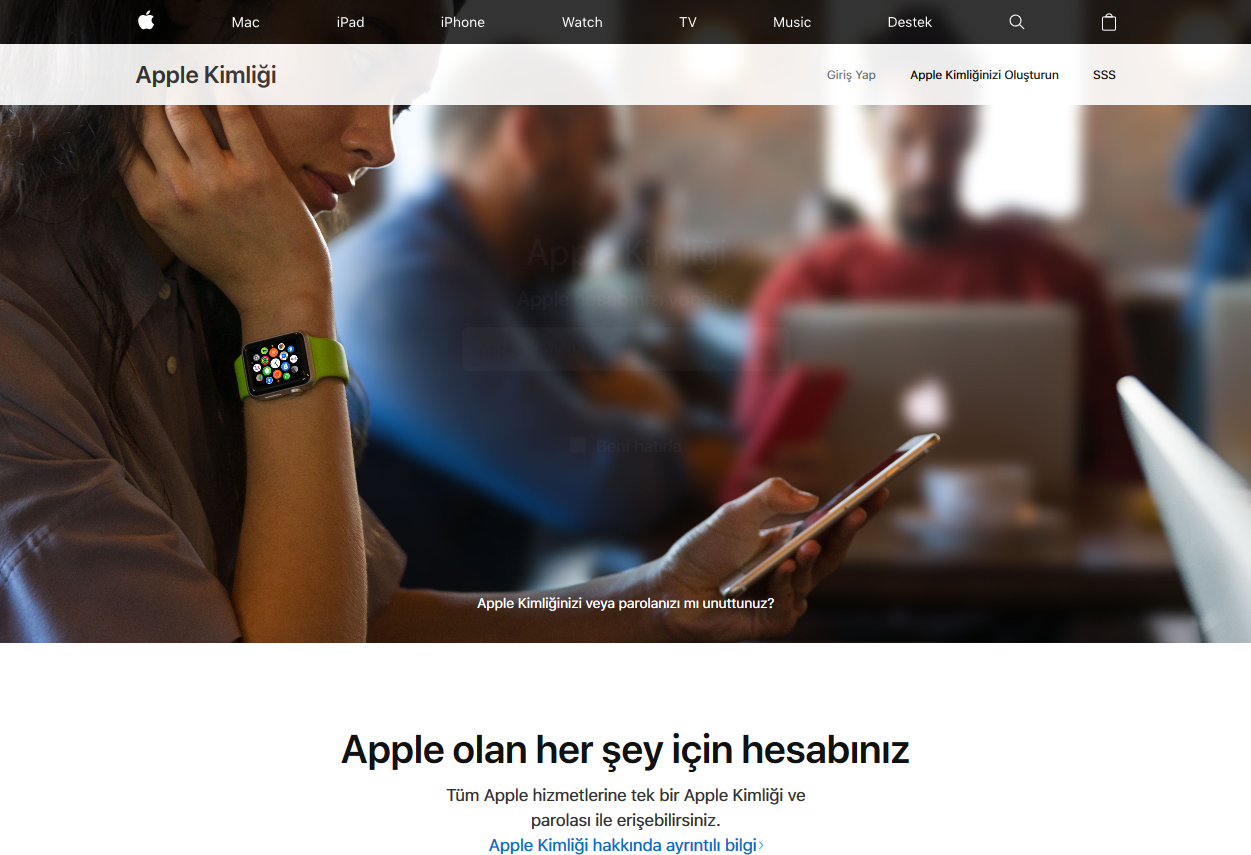 Mac iPad iPhone Watch TV Music Destek
Apple Kimliği Giriş Yap Apple Kimliğinizi Oluşturun SSS
Apple Kimliği
Apple hesabınızı yönetin
Beni hatırla
Apple Kimliğinizi veya parolanızı mı unuttunuz?
Apple olan her şey için hesabınız
Tüm Apple hizmetlerine tek bir Apple Kimliği ve
parolası ile erişebilirsiniz.
Apple Kimliği hakkında ayrıntılı bilgi›